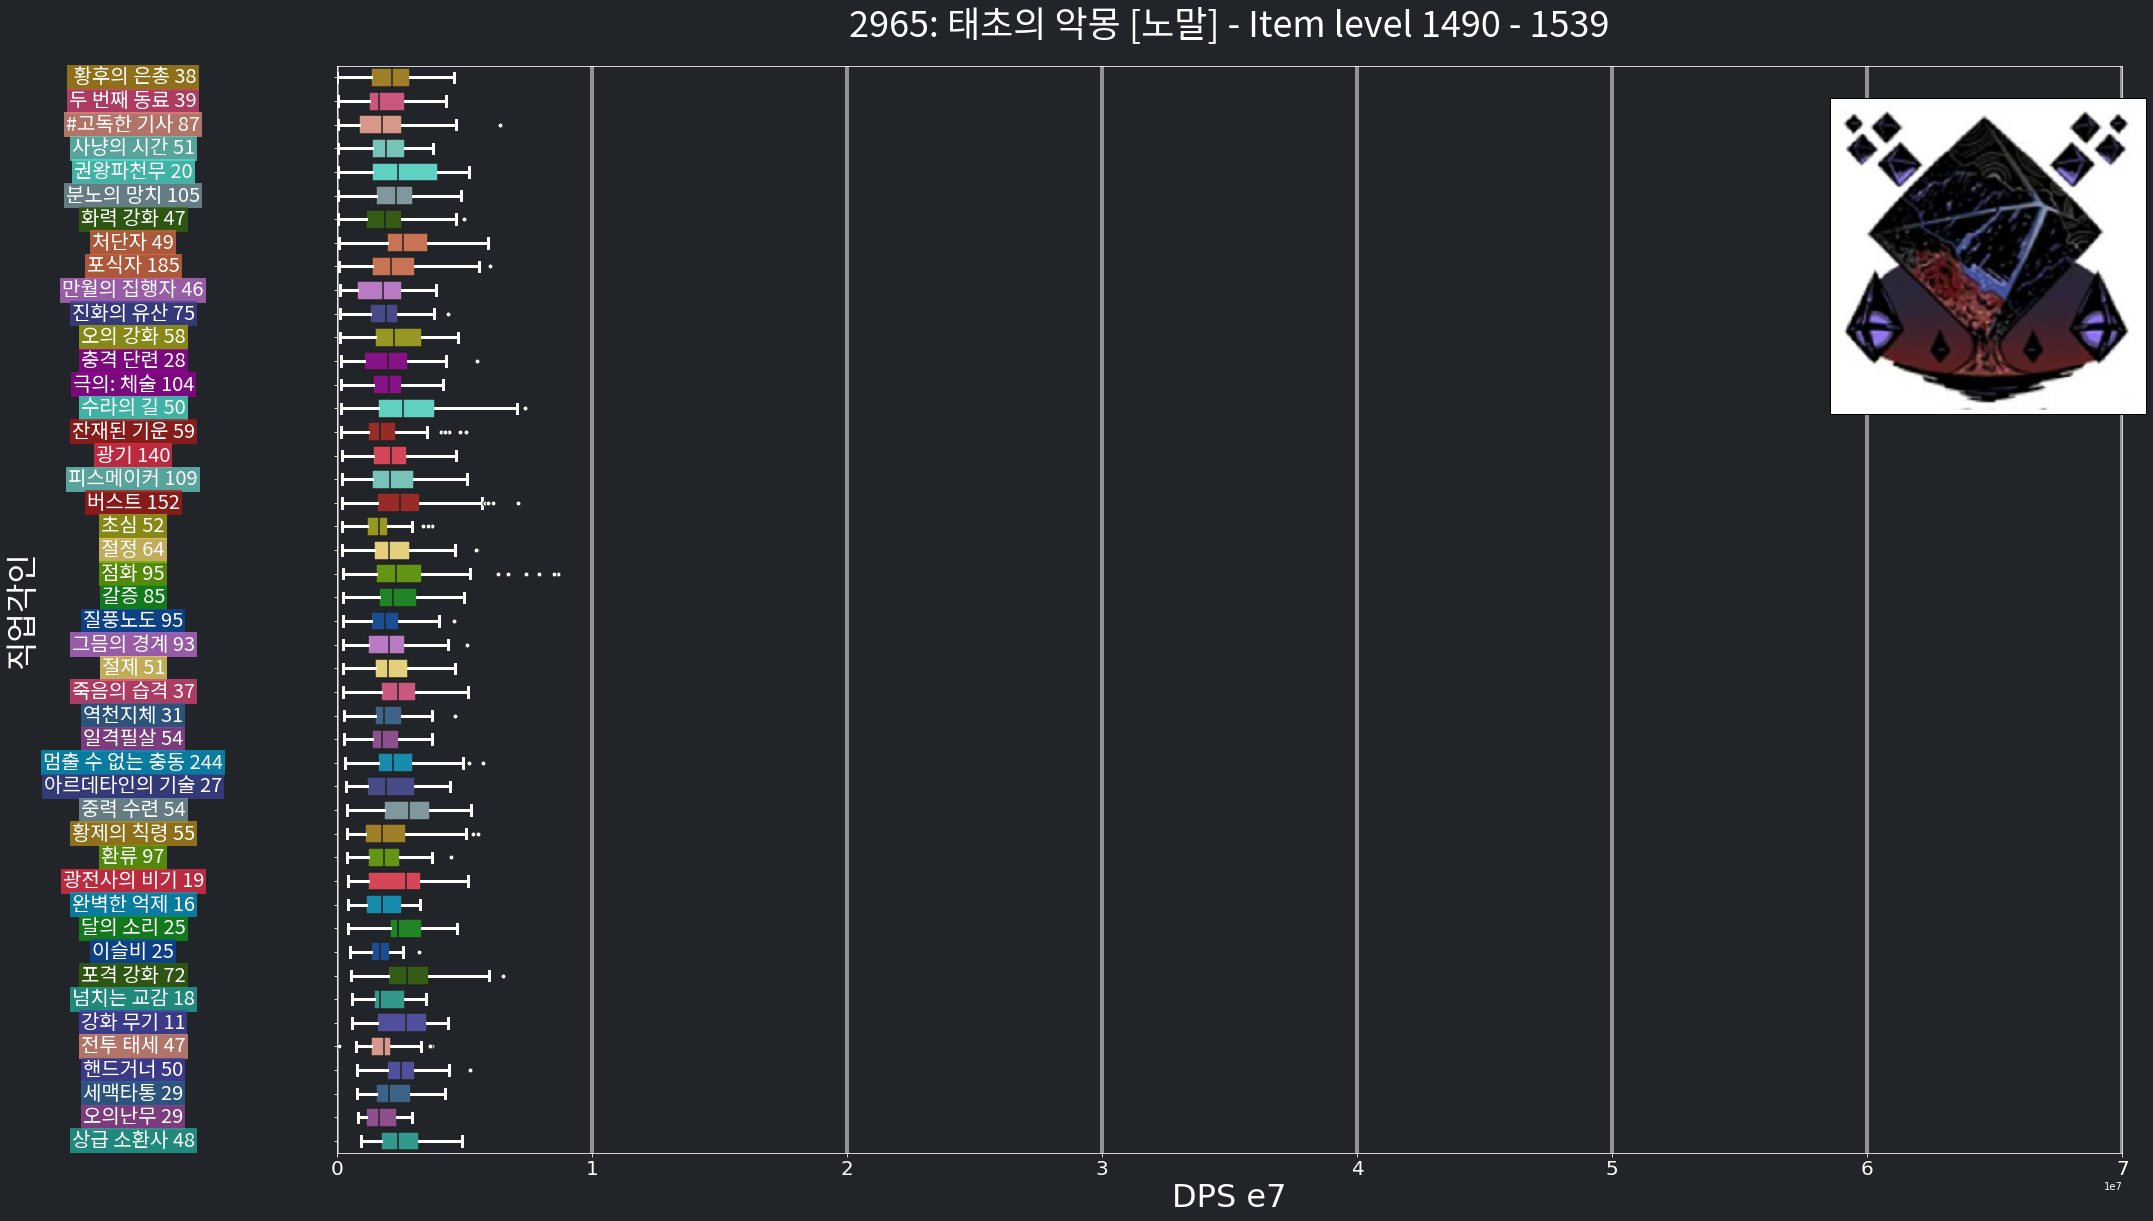 2965: 태초의 악몽 [노말] - Item level 1490 - 1539
황후의 은총 38
두 번째 동료 39
#고독한 기사 87
사냥의 시간 51
권왕파천무 20
분노의 망치 105
화력 강화 47
처단자 49
포식자 185
만월의 집행자 46
진화의 유산 75
오의 강화 58
충격 단련 28
극의: 체술 104
수라의 길 50
잔재된 기운 59
광기 140
피스메이커 109
버스트 152
초심 52
절정 64
점화 95
갈증 85
질풍노도 95
그믐의 경계 93
절제 51
죽음의 습격 37
역천지체 31
일격필살 54
멈출 수 없는 충동 244
아르데타인의 기술 27
중력 수련 54
황제의 칙령 55
환류 97
광전사의 비기 19
완벽한 억제 16
달의 소리 25
이슬비 25
포격 강화 72
넘치는 교감 18
강화 무기 11
전투 태세 47
핸드거너 50
세맥타통 29
오의난무 29
상급 소환사 48
직업각인
0 1 2 3 4 5 6 7
1e7
DPS e7